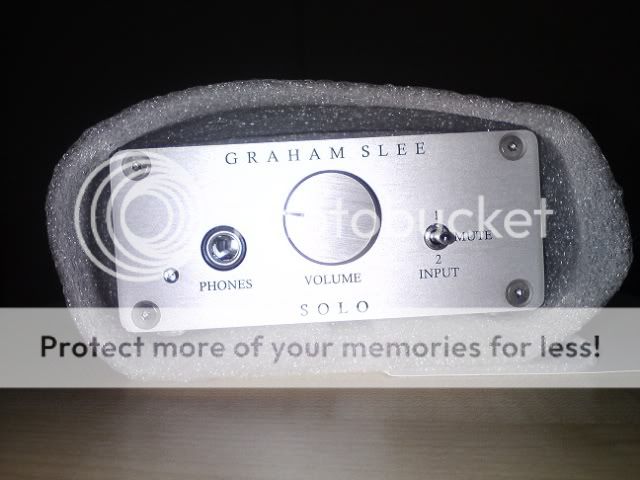 GRAHAM SLEE
photobucket
1
MUTE
2
PHONES
VOLUME
INPUT
SOLO
Protect more of your memories for less!